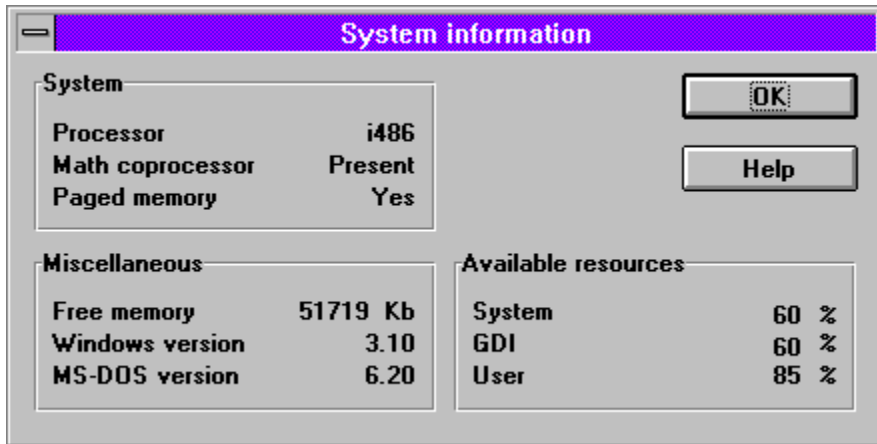 System information
System
Processor i486
Math coprocessor Present
Paged memory Yes
OK
Help
Miscellaneous
Free memory 51719 Kb
Windows version 3.10
MS-DOS version 6.20
Available resources
System 60 %
GDI 60 %
User 85 %